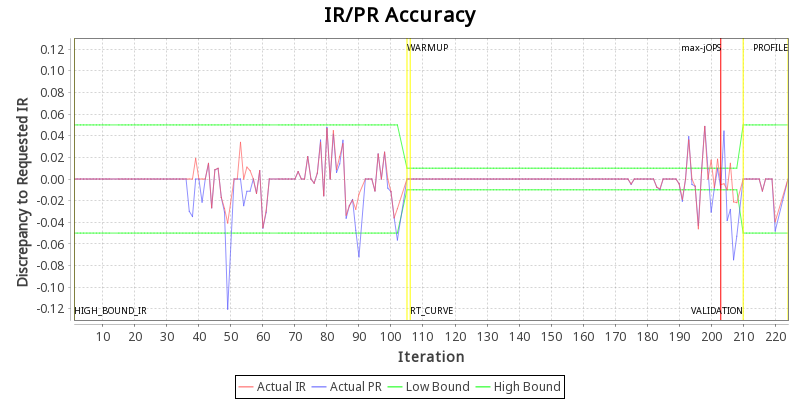 IR/PR Accuracy
Discrepancy to Requested IR
0.12
0.10
0.08
0.06
0.04
0.02
0.00
-0.02
-0.04
-0.06
-0.08
-0.10
-0.12
WARMUP
max-jOPS
PROFILE
HIGH_BOUND_IR
RT_CURVE
VALIDATION
10 20 30 40 50 60 70 80 90 100 110 120 130 140 150 160 170 180 190 200 210 220
Iteration
Actual IR Actual PR Low Bound High Bound